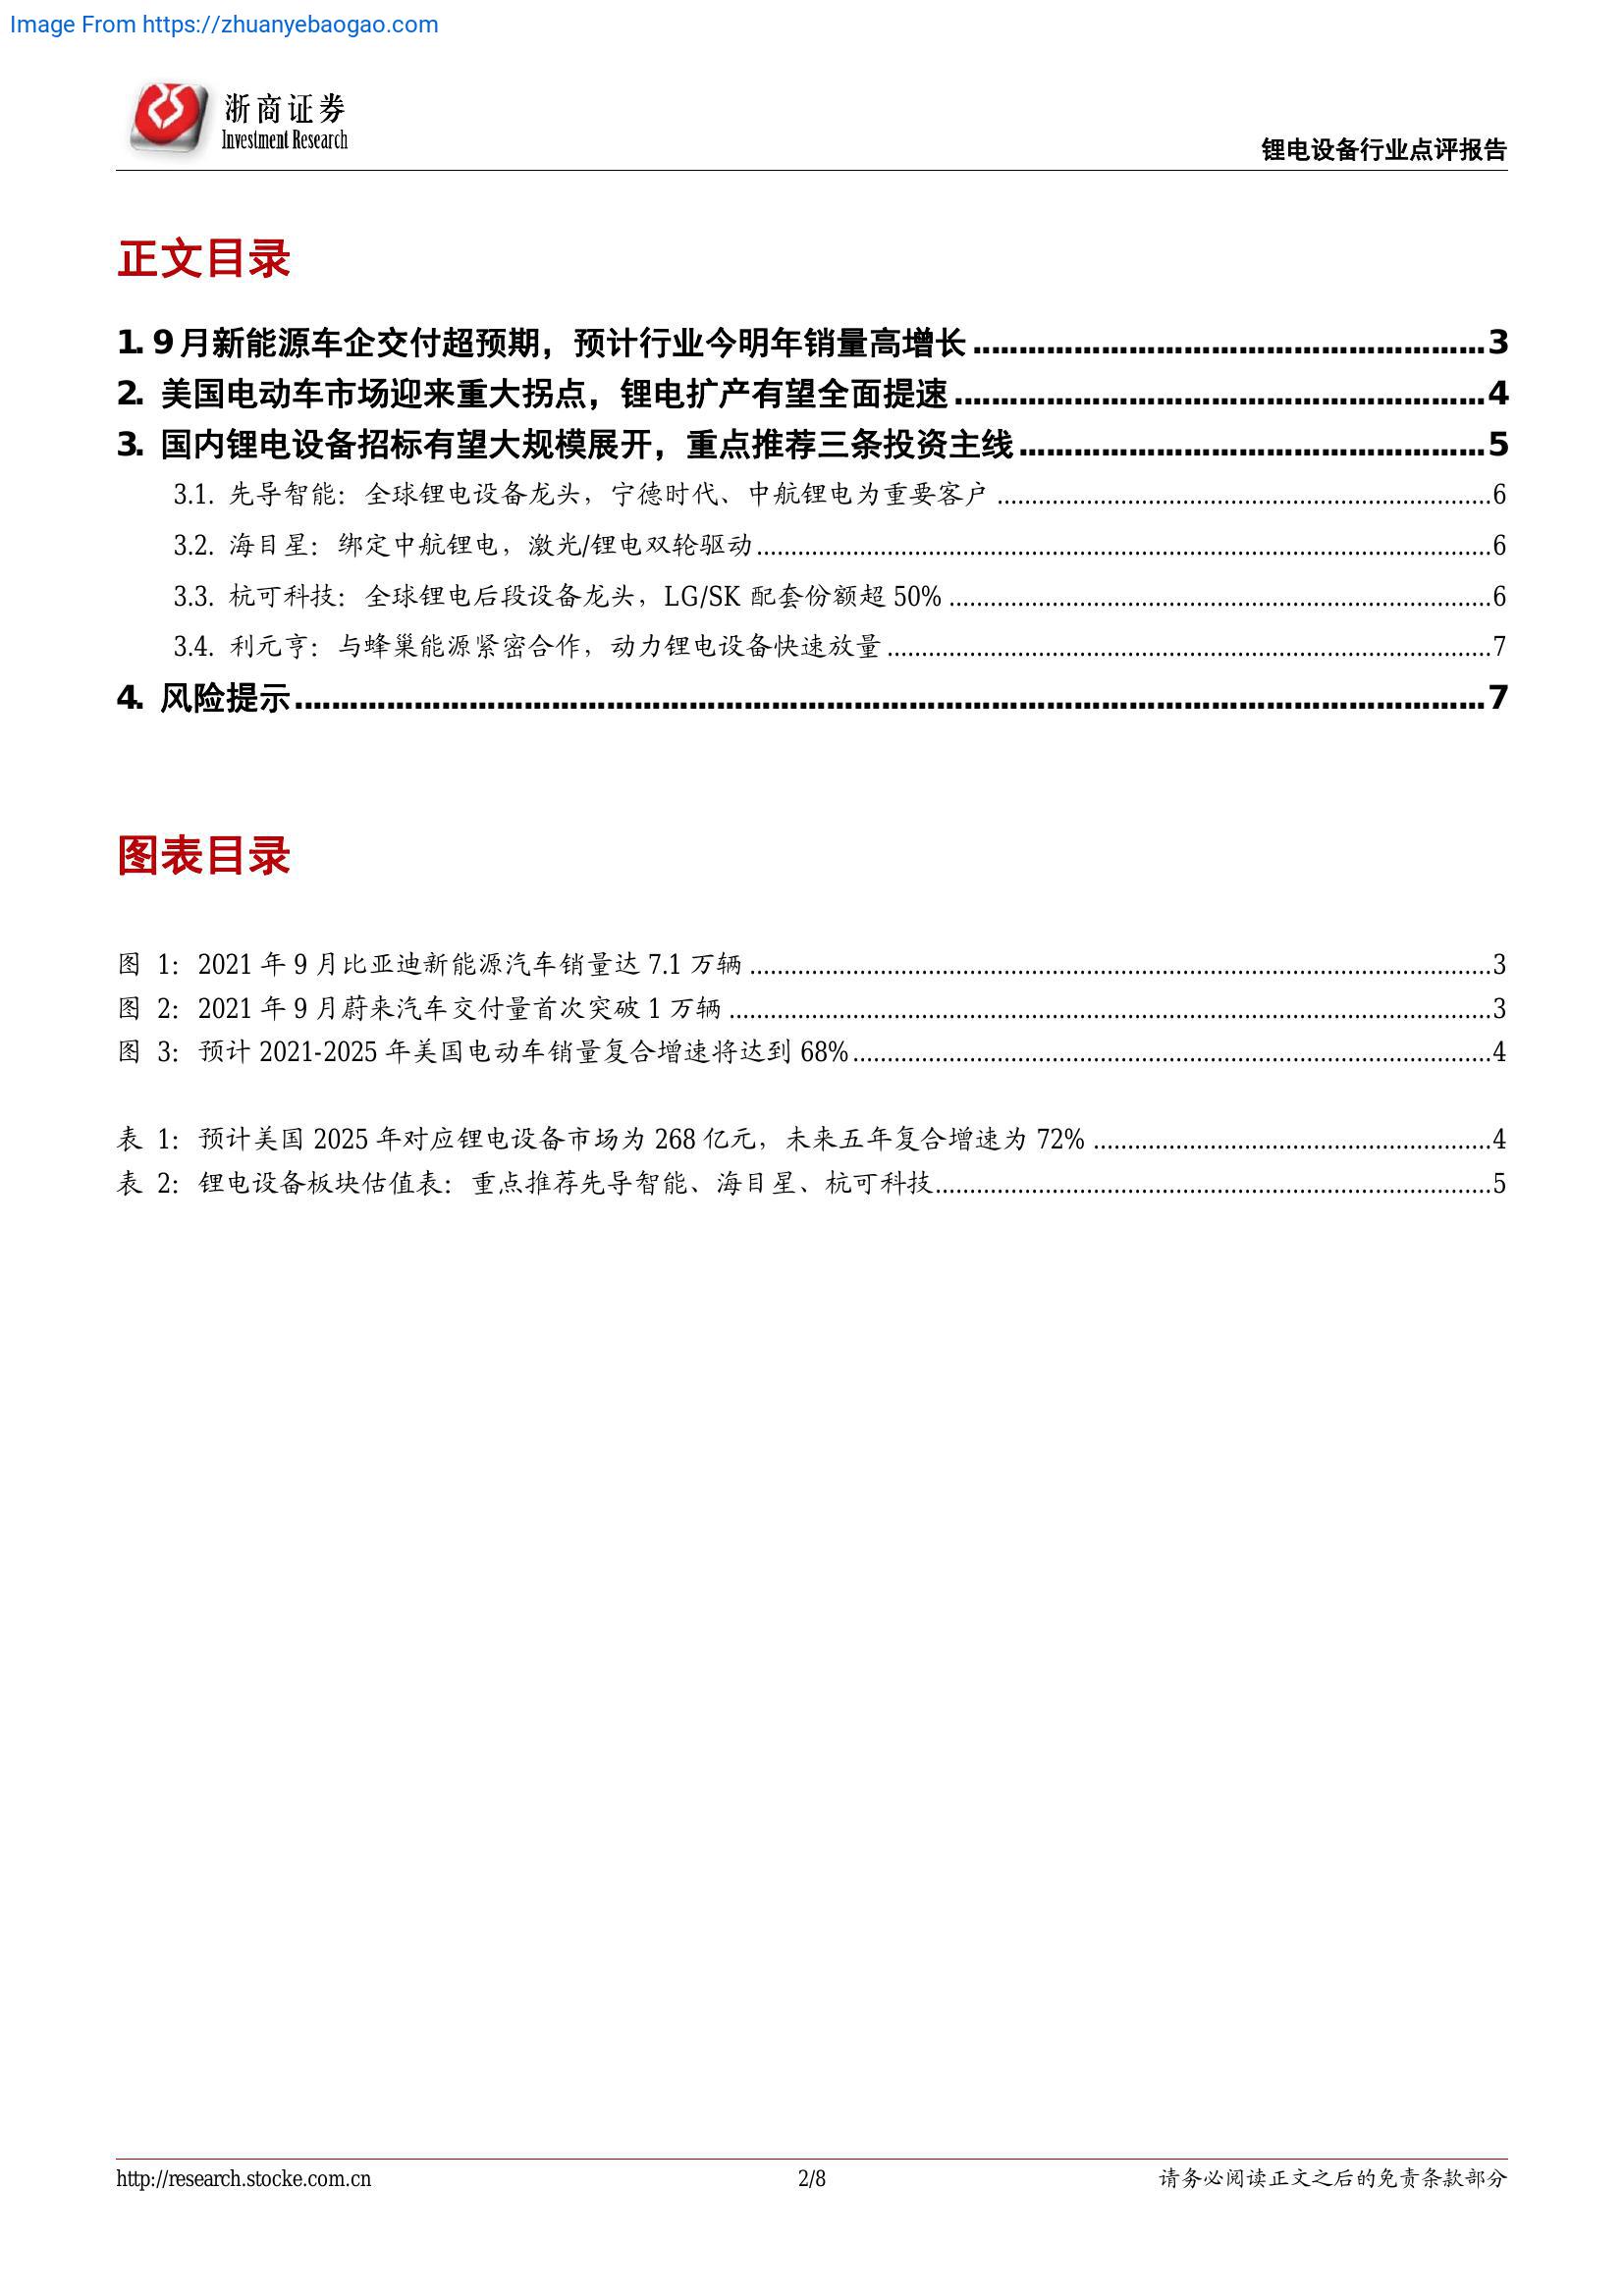 Image From https://zhuanyebaogao.com
浙商证券
Investment Research
锂电设备行业点评报告
正文目录
1. 9 月新能源车企交付超预期，预计行业今明年销量高增长 ........ 3
2. 美国电动车市场迎来重大拐点，锂电扩产有望全面提速 ........ 4
3. 国内锂电设备招标有望大规模展开，重点推荐三条投资主线 ........ 5
3.1. 先导智能：全球锂电设备龙头，宁德时代、中航锂电为重要客户 ........ 6
3.2. 海目星：绑定中航锂电，激光/锂电双轮驱动 ........ 6
3.3. 杭可科技：全球锂电后段设备龙头，LG/SK 配套份额超 50% ........ 6
3.4. 利元亨：与蜂巢能源紧密合作，动力锂电设备快速放量 ........ 7
4. 风险提示 ........ 7
图表目录
图 1：2021 年 9 月比亚迪新能源汽车销量达 7.1 万辆 ........ 3
图 2：2021 年 9 月蔚来汽车交付量首次突破 1 万辆 ........ 3
图 3：预计 2021-2025 年美国电动车销量复合增速将达到 68% ........ 4
表 1：预计美国 2025 年对应锂电设备市场为 268 亿元，未来五年复合增速为 72% ........ 4
表 2：锂电设备板块估值表：重点推荐先导智能、海目星、杭可科技 ........ 5
http://research.stocke.com.cn
2/8
请务必阅读正文之后的免责条款部分